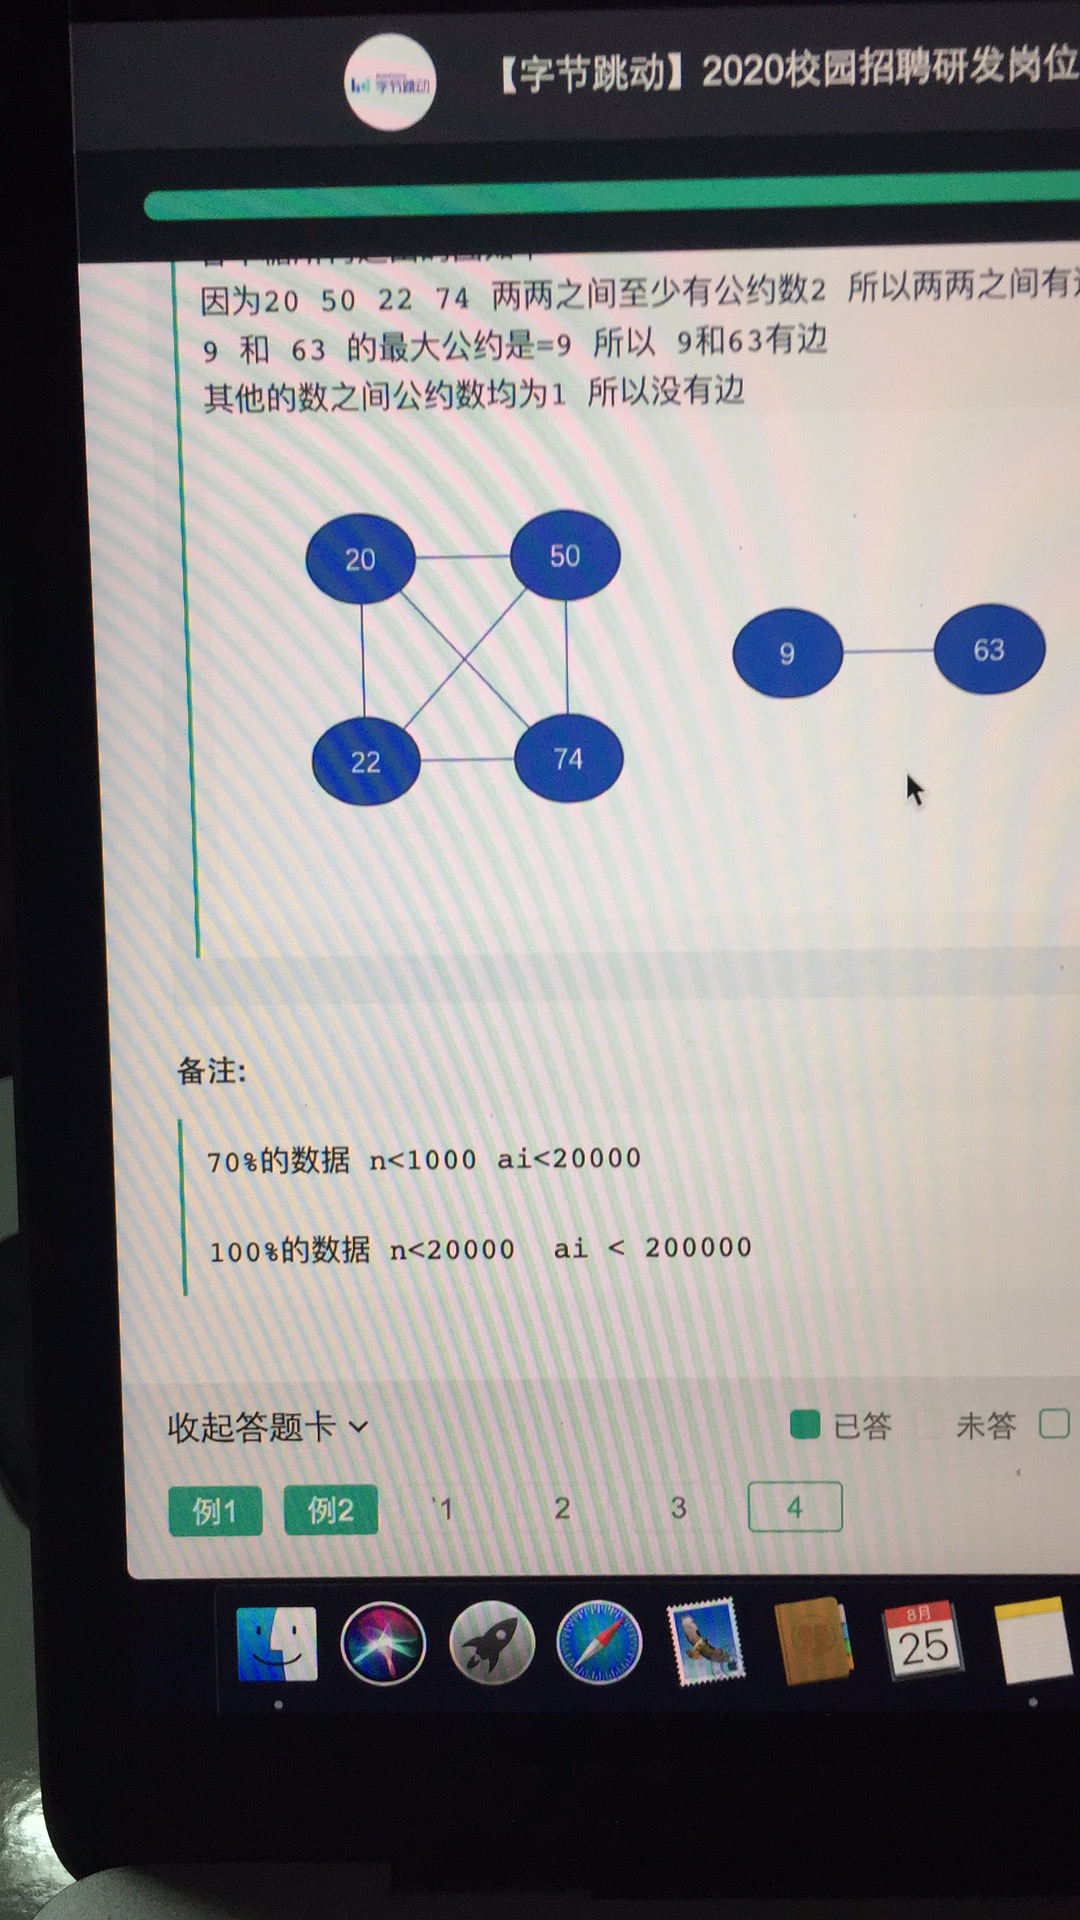 字节跳动
【字节跳动】2020校园招聘研发岗位
因为20 50 22 74 两两之间至少有公约数2 所以两两之间有
9 和 63 的最大公约是=9 所以 9和63有边
其他的数之间公约数均为1 所以没有边
20
50
9
63
22
74
备注:
70%的数据 n<1000 ai<20000
100%的数据 n<20000 ai < 200000
收起答题卡
已答
未答
例1
例2
1
2
3
4
8月
25